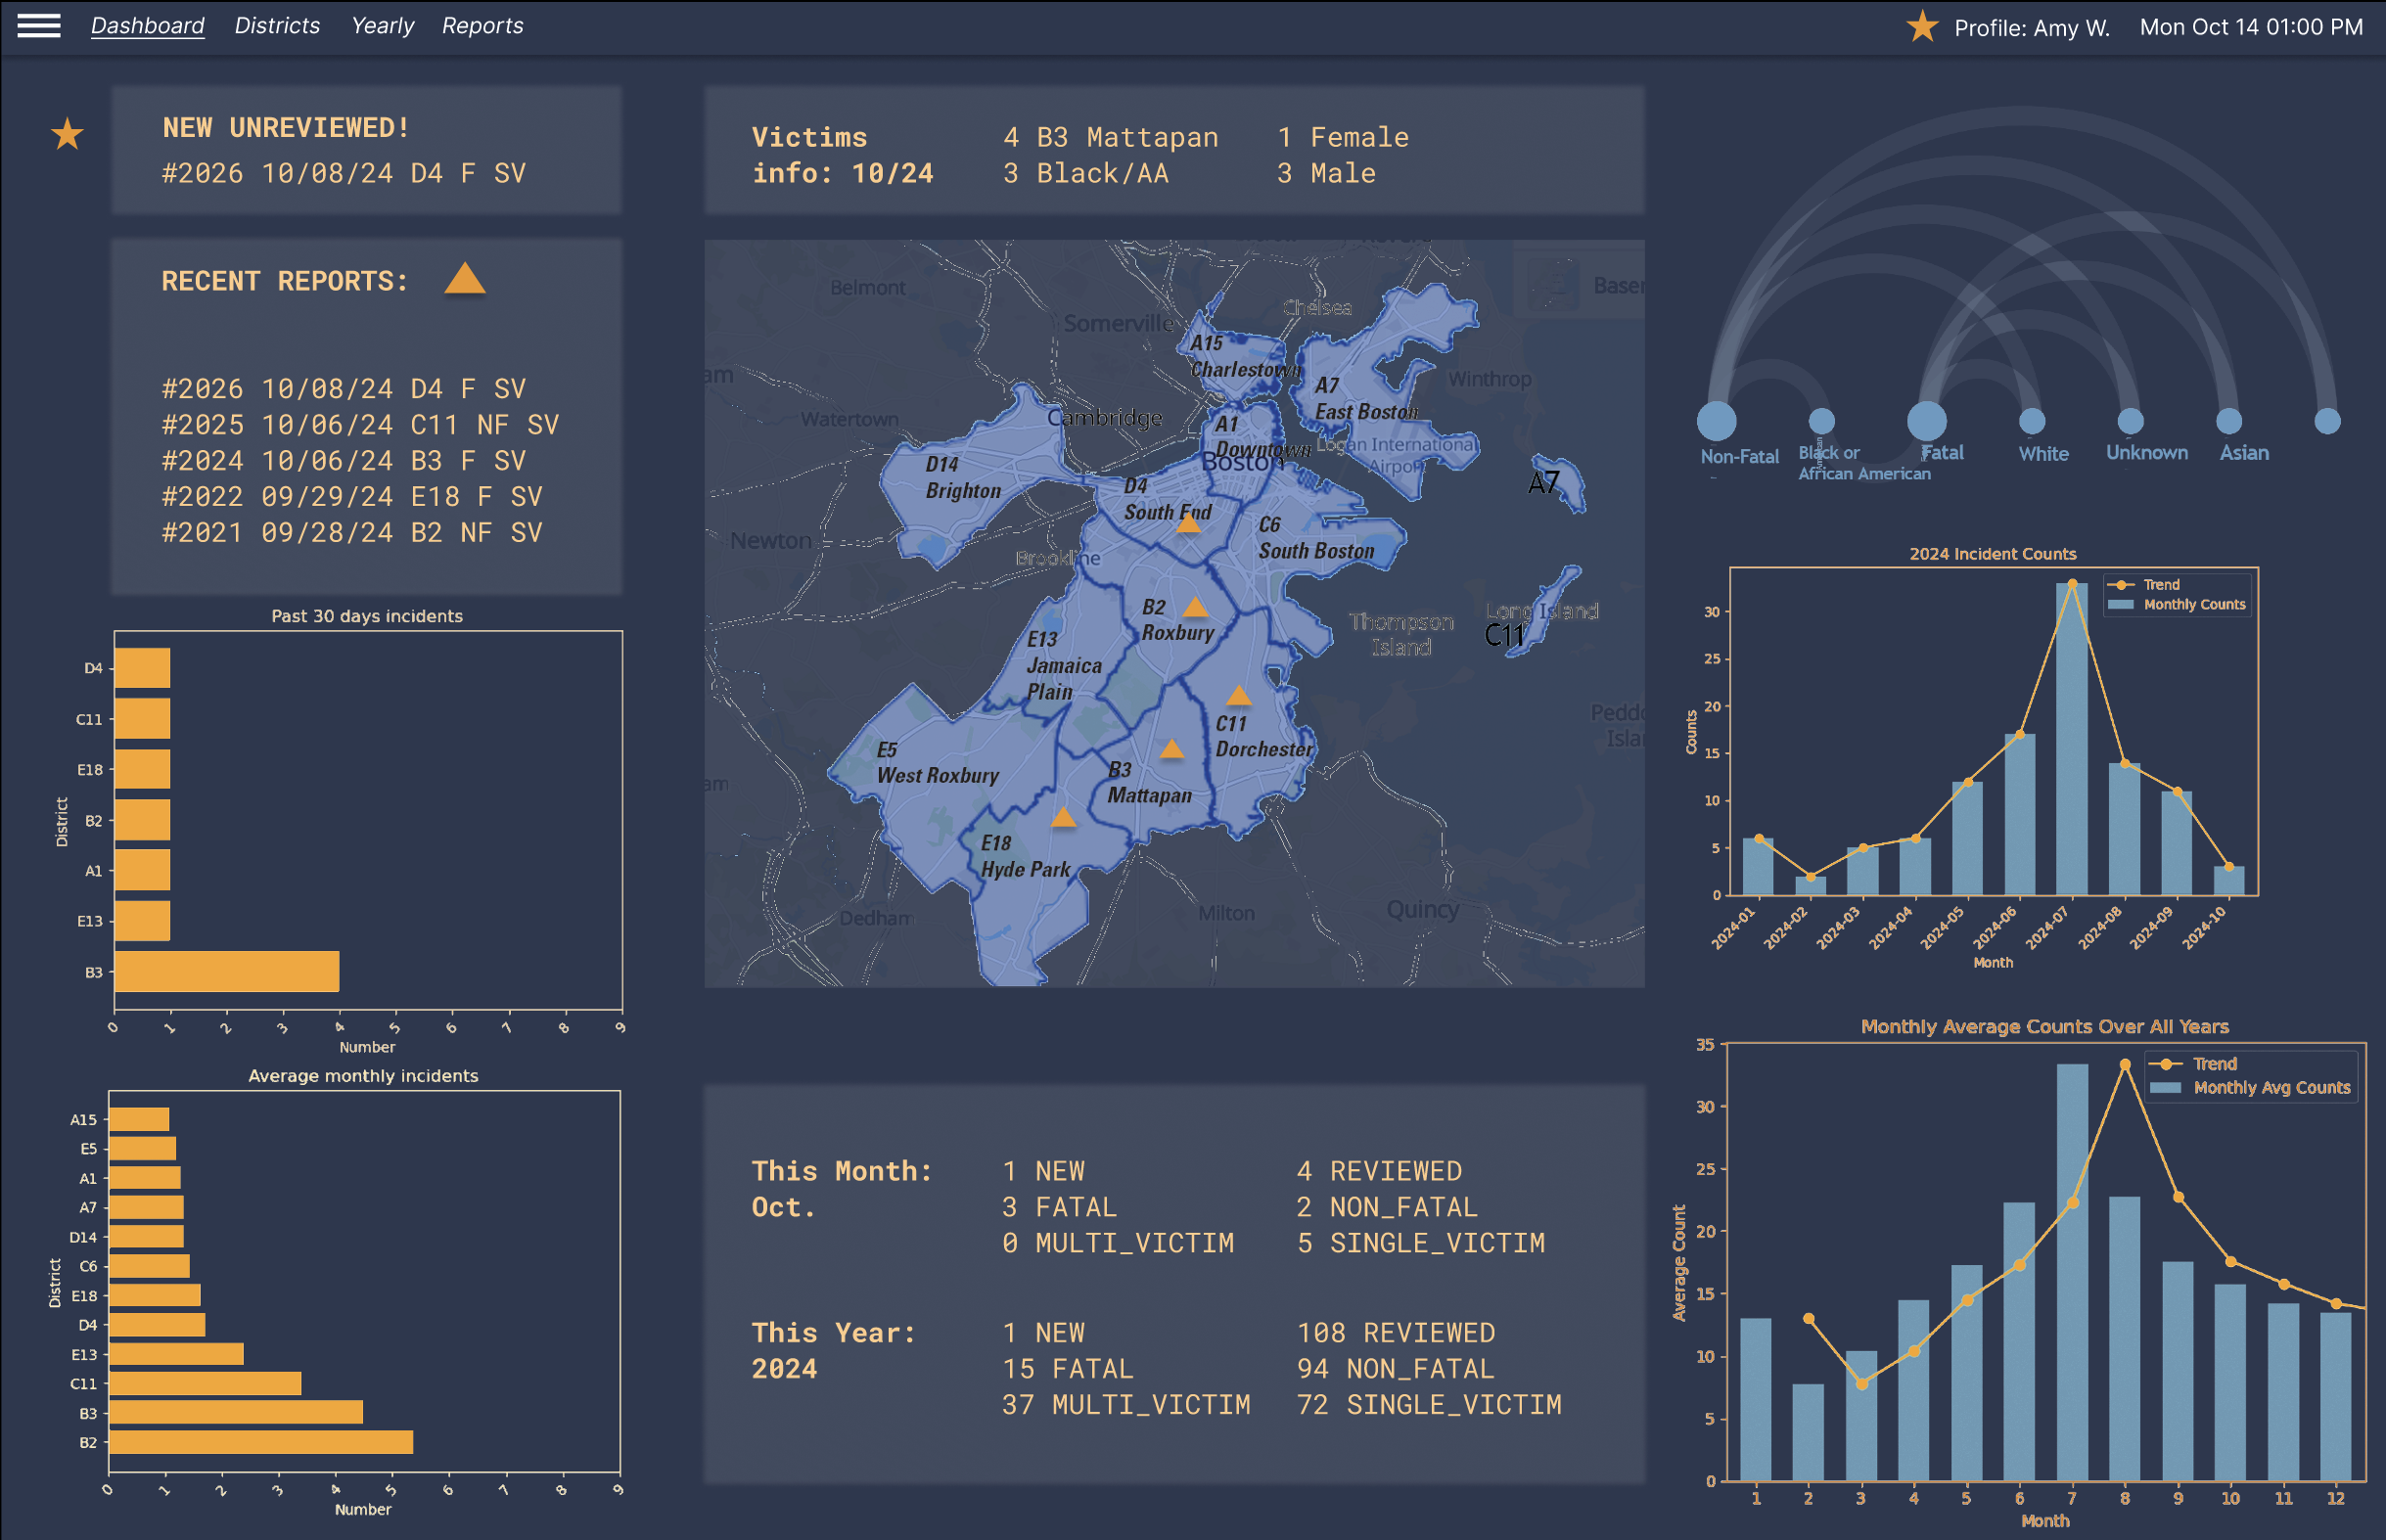 Dashboard Districts Yearly Reports
Profile: Amy W. Mon Oct 14 01:00 PM
NEW UNREVIEWED!
#2026 10/08/24 D4 F SV
RECENT REPORTS:
#2026 10/08/24 D4 F SV
#2025 10/06/24 C11 NF SV
#2024 10/06/24 B3 F SV
#2022 09/29/24 E18 F SV
#2021 09/28/24 B2 NF SV
Past 30 days incidents
D4
C11
E18
B2
A1
E13
B3
District
0 1 2 3 4 5 6 7 8 9
Number
Average monthly incidents
A15
E5
A1
A7
D14
C6
E18
D4
E13
C11
B3
B2
District
0 1 2 3 4 5 6 7 8 9
Number
Victims
info: 10/24
4 B3 Mattapan
3 Black/AA
1 Female
3 Male
Belmont
Somerville
Chelsea
Winthrop
Watertown
Cambridge
Newton
Brookline
Boston
Logan International
Airport
Thompson
Island
Long Island
Dedham
Milton
Quincy
A15
Charlestown
A7
East Boston
A1
Downtown
D14
Brighton
D4
South End
C6
South Boston
A7
B2
Roxbury
C11
E13
Jamaica
Plain
C11
Dorchester
E5
West Roxbury
B3
Mattapan
E18
Hyde Park
This Month:
Oct.
1 NEW
3 FATAL
0 MULTI_VICTIM
4 REVIEWED
2 NON_FATAL
5 SINGLE_VICTIM
This Year:
2024
1 NEW
15 FATAL
37 MULTI_VICTIM
108 REVIEWED
94 NON_FATAL
72 SINGLE_VICTIM
Non-Fatal
Black or
African American
Fatal
White
Unknown
Asian
2024 Incident Counts
Trend
Monthly Counts
30
25
20
15
10
5
0
Counts
2024-01 2024-02 2024-03 2024-04 2024-05 2024-06 2024-07 2024-08 2024-09 2024-10
Month
Monthly Average Counts Over All Years
Trend
Monthly Avg Counts
35
30
25
20
15
10
5
0
Average Count
1 2 3 4 5 6 7 8 9 10 11 12
Month